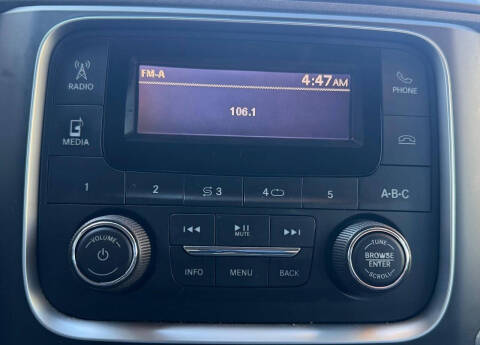 FM-A 4:47AM
106.1
RADIO
PHONE
MEDIA
1 2 3 4 5 A-B-C
VOLUME
MUTE
INFO MENU BACK
TUNE
BROWSE
ENTER
SCROLL